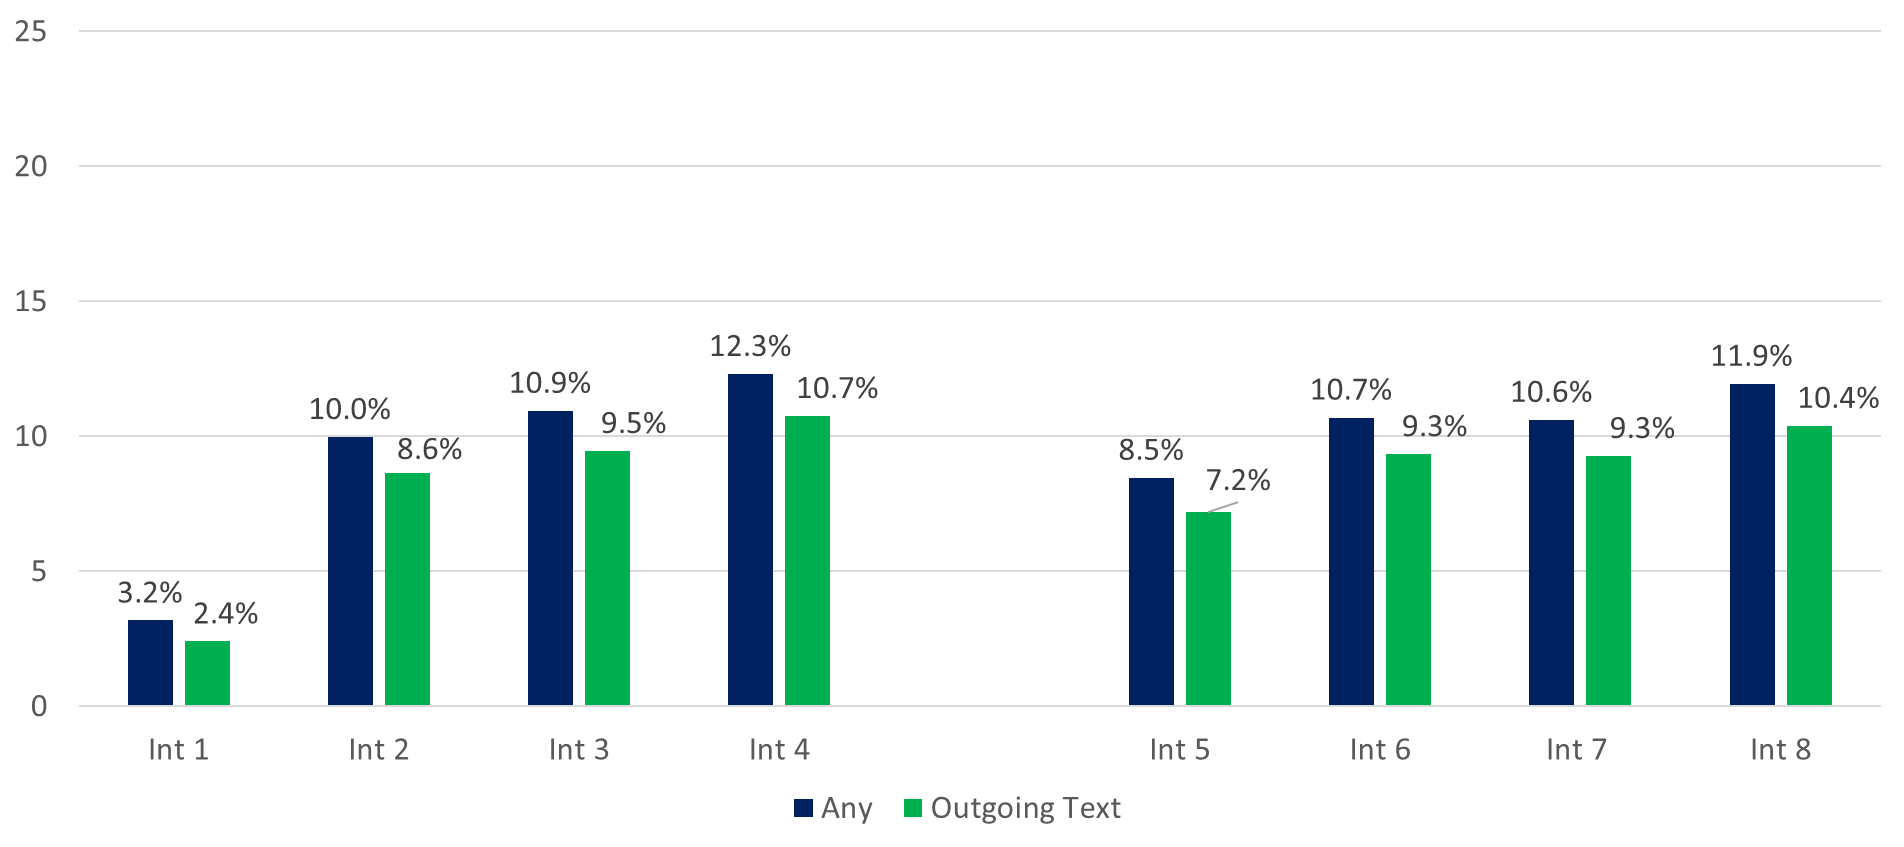 25
20
15
10
5
0
3.2% 2.4% 10.0% 8.6% 10.9% 9.5% 12.3% 10.7% 8.5% 7.2% 10.7% 9.3% 10.6% 9.3% 11.9% 10.4%
Int 1 Int 2 Int 3 Int 4 Int 5 Int 6 Int 7 Int 8
Any Outgoing Text